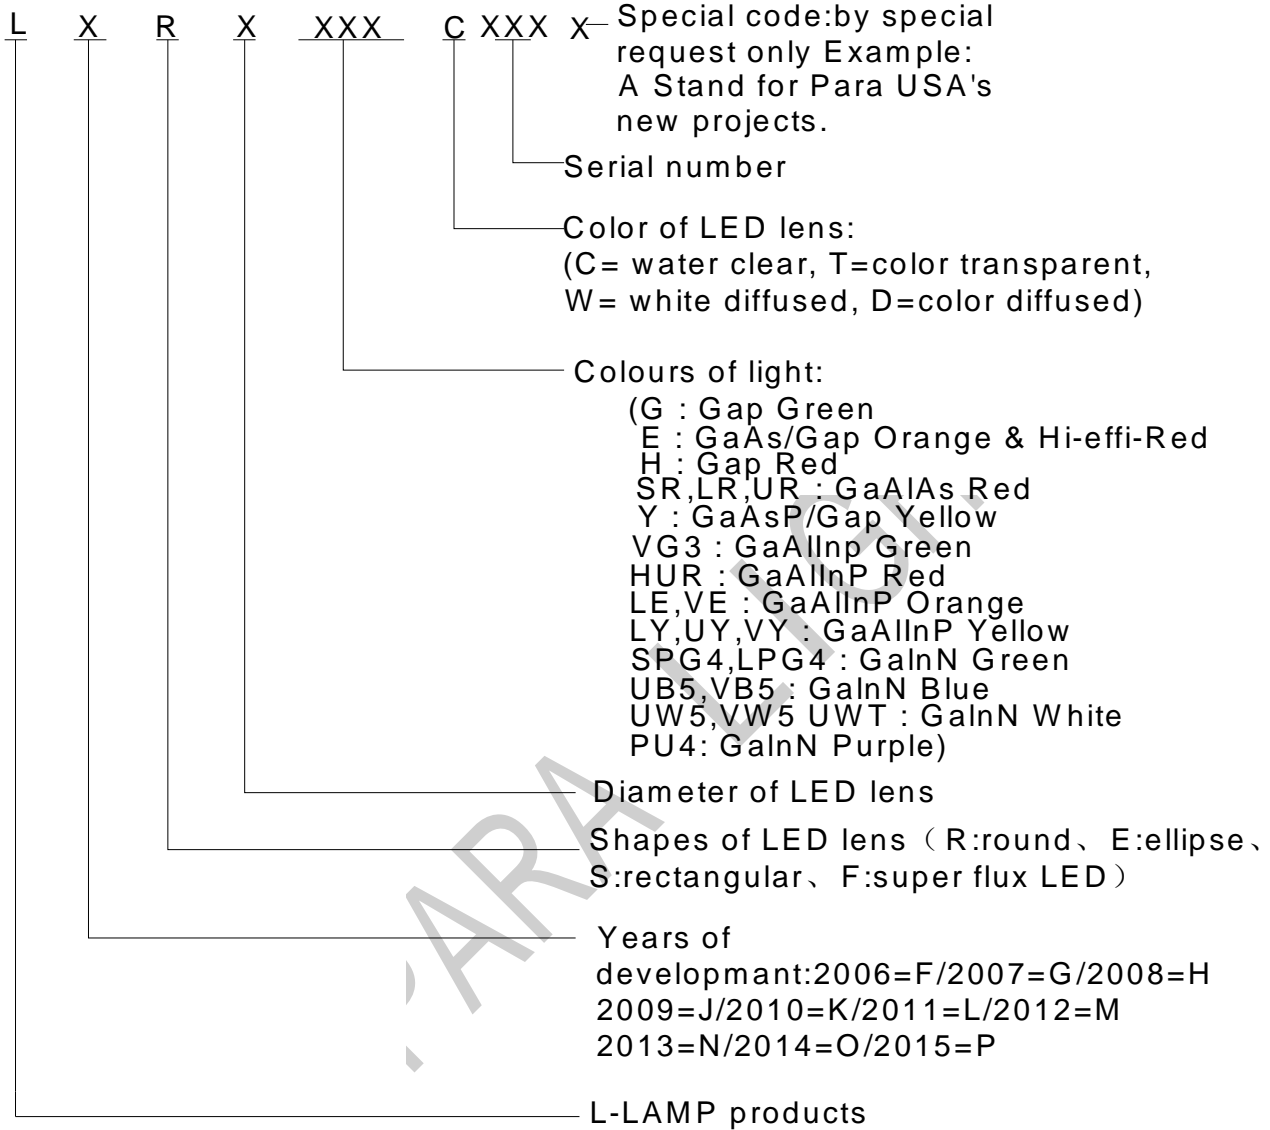 L X R X XXX C XXX X Special code:by special
request only Example:
A Stand for Para USA's
new projects.
Serial number
Color of LED lens:
(C= water clear, T=color transparent,
W= white diffused, D=color diffused)
Colours of light:
(G : Gap Green
E : GaAs/Gap Orange & Hi-effi-Red
H : Gap Red
SR,LR,UR : GaAlAs Red
Y : GaAsP/Gap Yellow
VG3 : GaAlInp Green
HUR : GaAlInP Red
LE,VE : GaAlInP Orange
LY,UY,VY : GaAlInP Yellow
SPG4,LPG4 : GaInN Green
UB5,VB5 : GaInN Blue
UW5,VW5 UWT : GaInN White
PU4: GaInN Purple)
Diameter of LED lens
Shapes of LED lens（R:round、E:ellipse、
S:rectangular、F:super flux LED）
Years of
developmant:2006=F/2007=G/2008=H
2009=J/2010=K/2011=L/2012=M
2013=N/2014=O/2015=P
L-LAMP products
PARA LIG